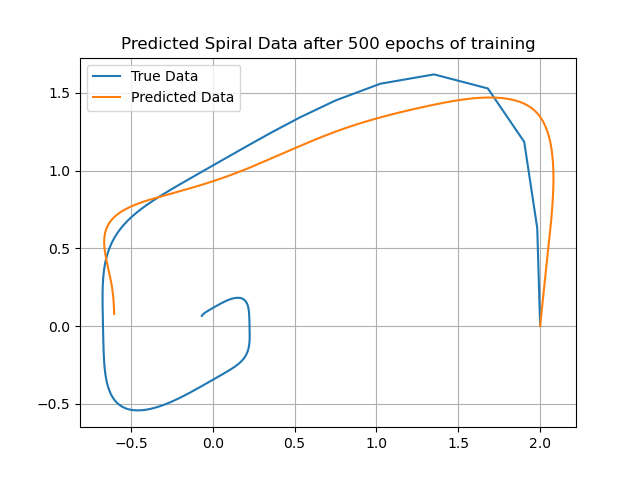 Predicted Spiral Data after 500 epochs of training
True Data
Predicted Data
1.5
1.0
0.5
0.0
−0.5
−0.5 0.0 0.5 1.0 1.5 2.0